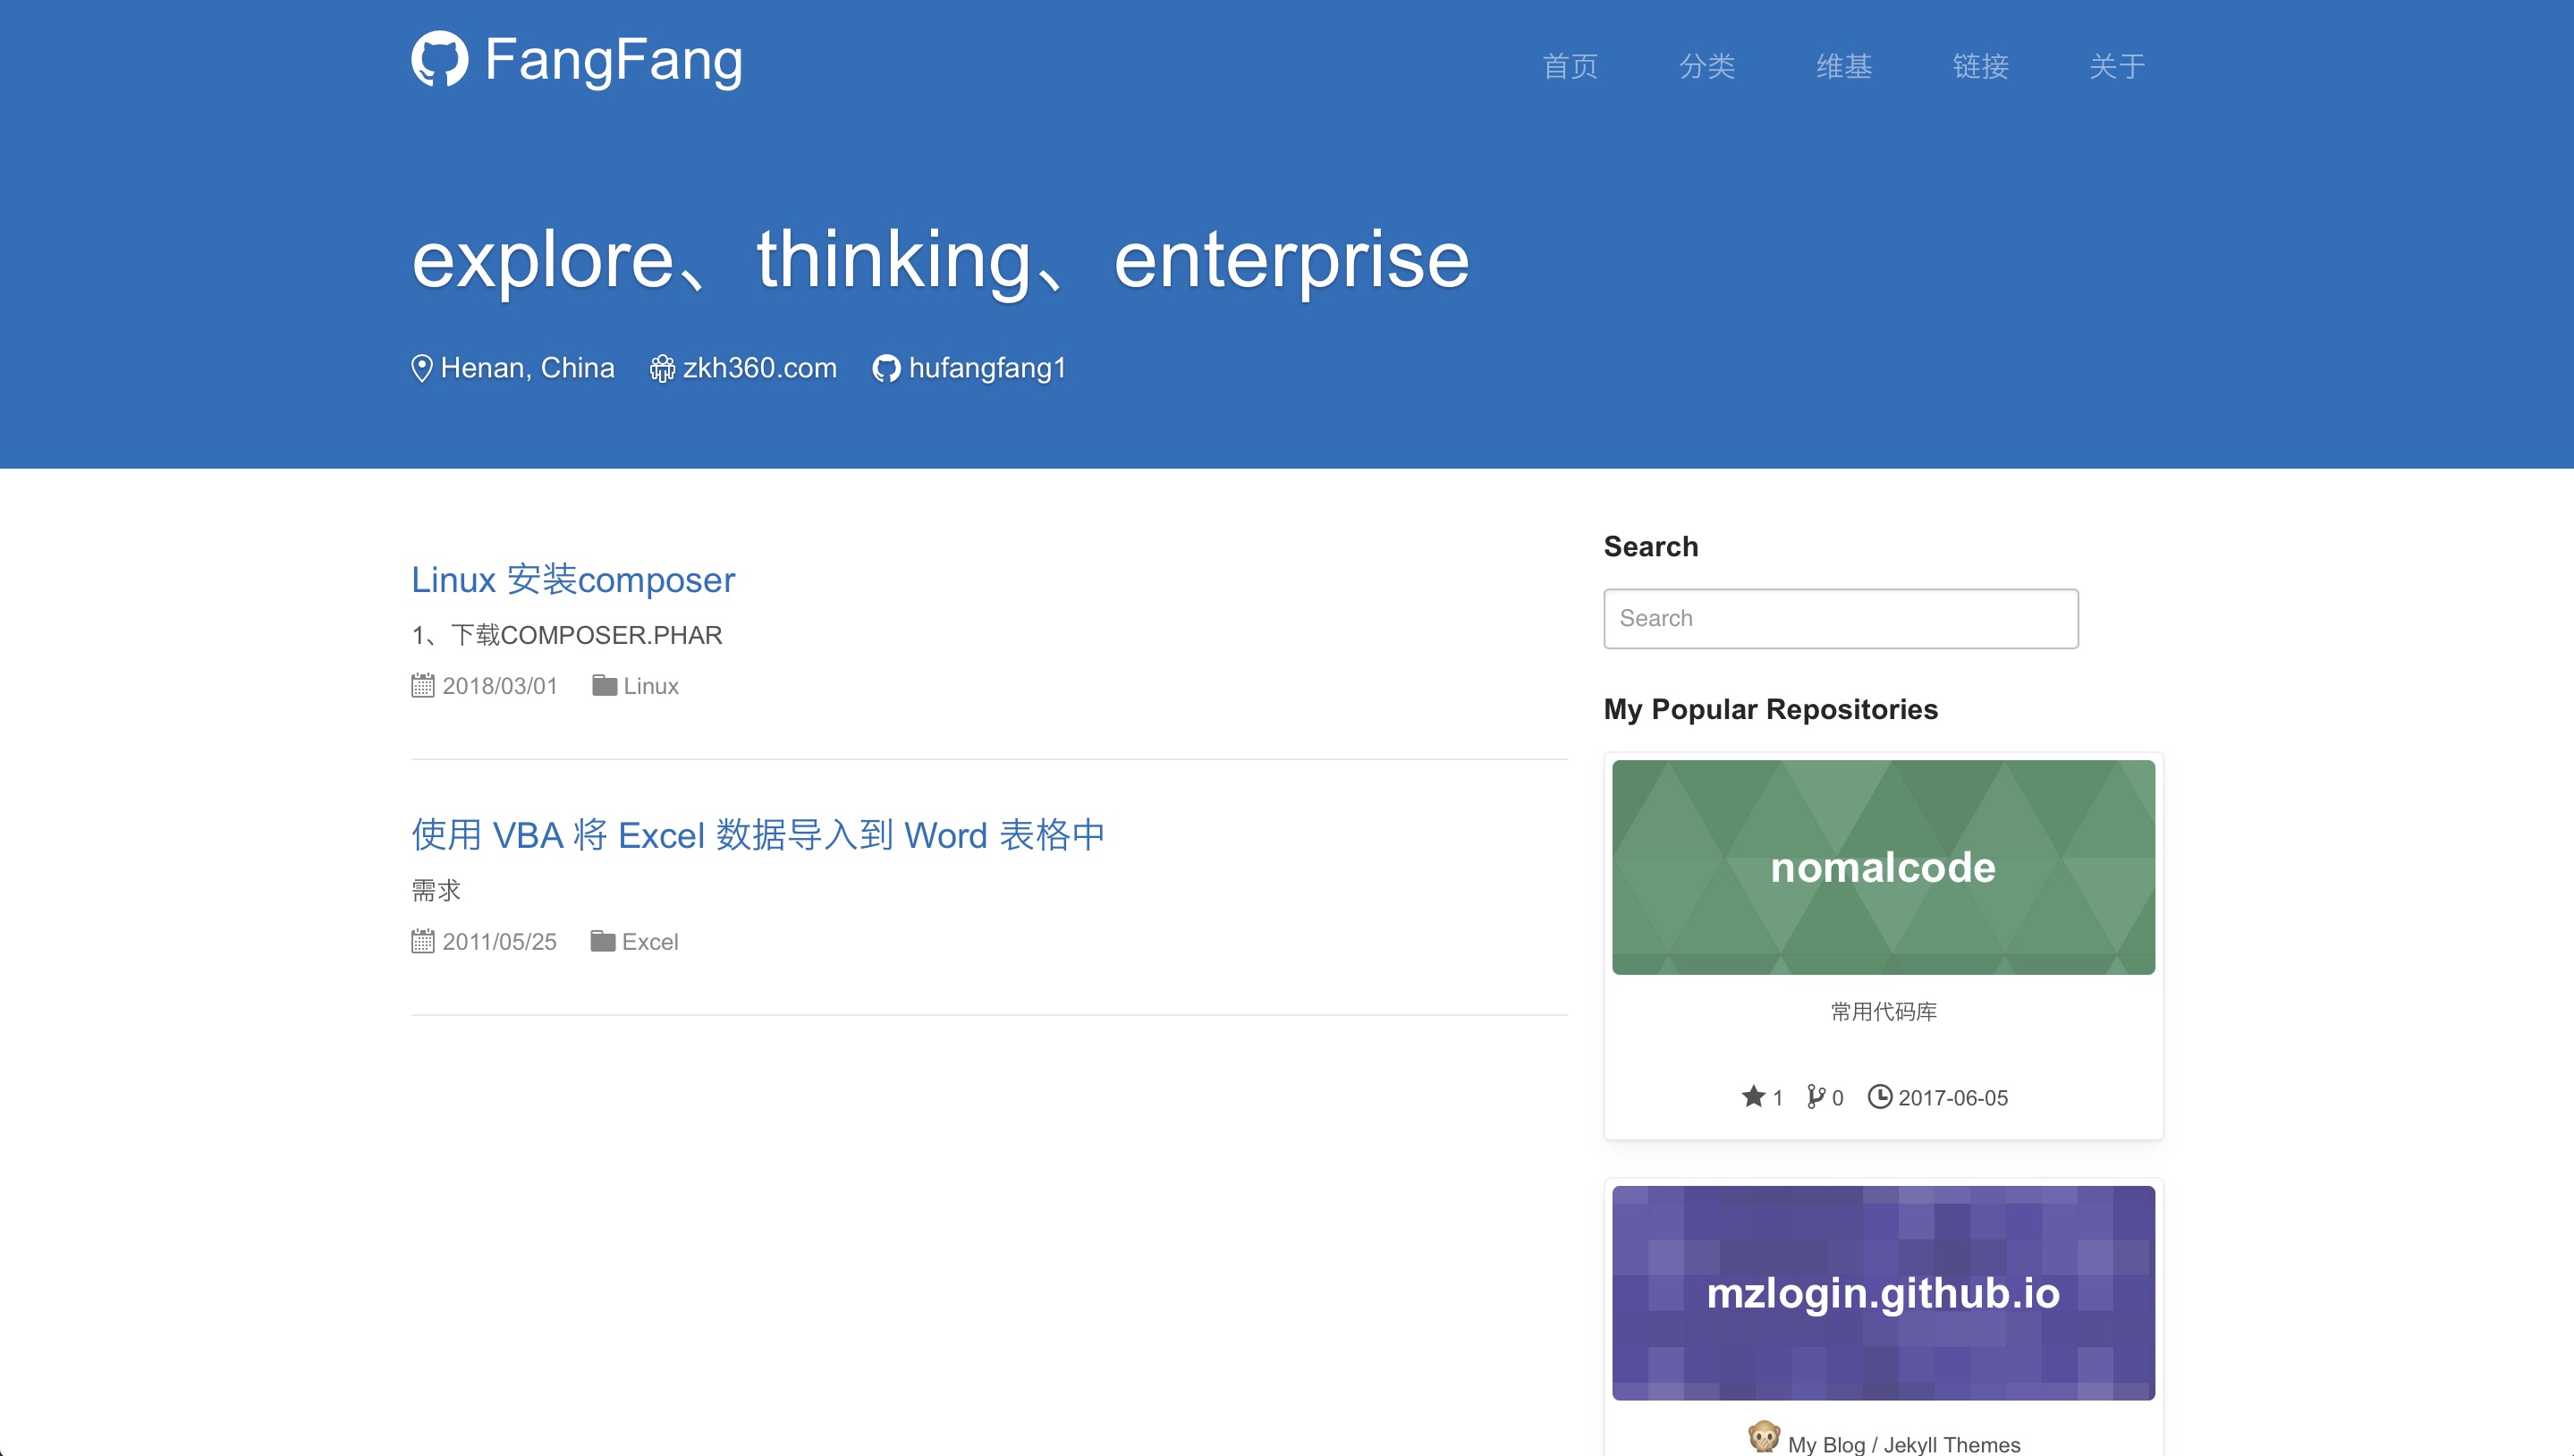 FangFang
首页 分类 维基 链接 关于
explore、thinking、enterprise
Henan, China zkh360.com hufangfang1
Linux 安装composer
1、下载COMPOSER.PHAR
2018/03/01 Linux
使用 VBA 将 Excel 数据导入到 Word 表格中
需求
2011/05/25 Excel
Search
Search
My Popular Repositories
nomalcode
常用代码库
1 0 2017-06-05
mzlogin.github.io
My Blog / Jekyll Themes